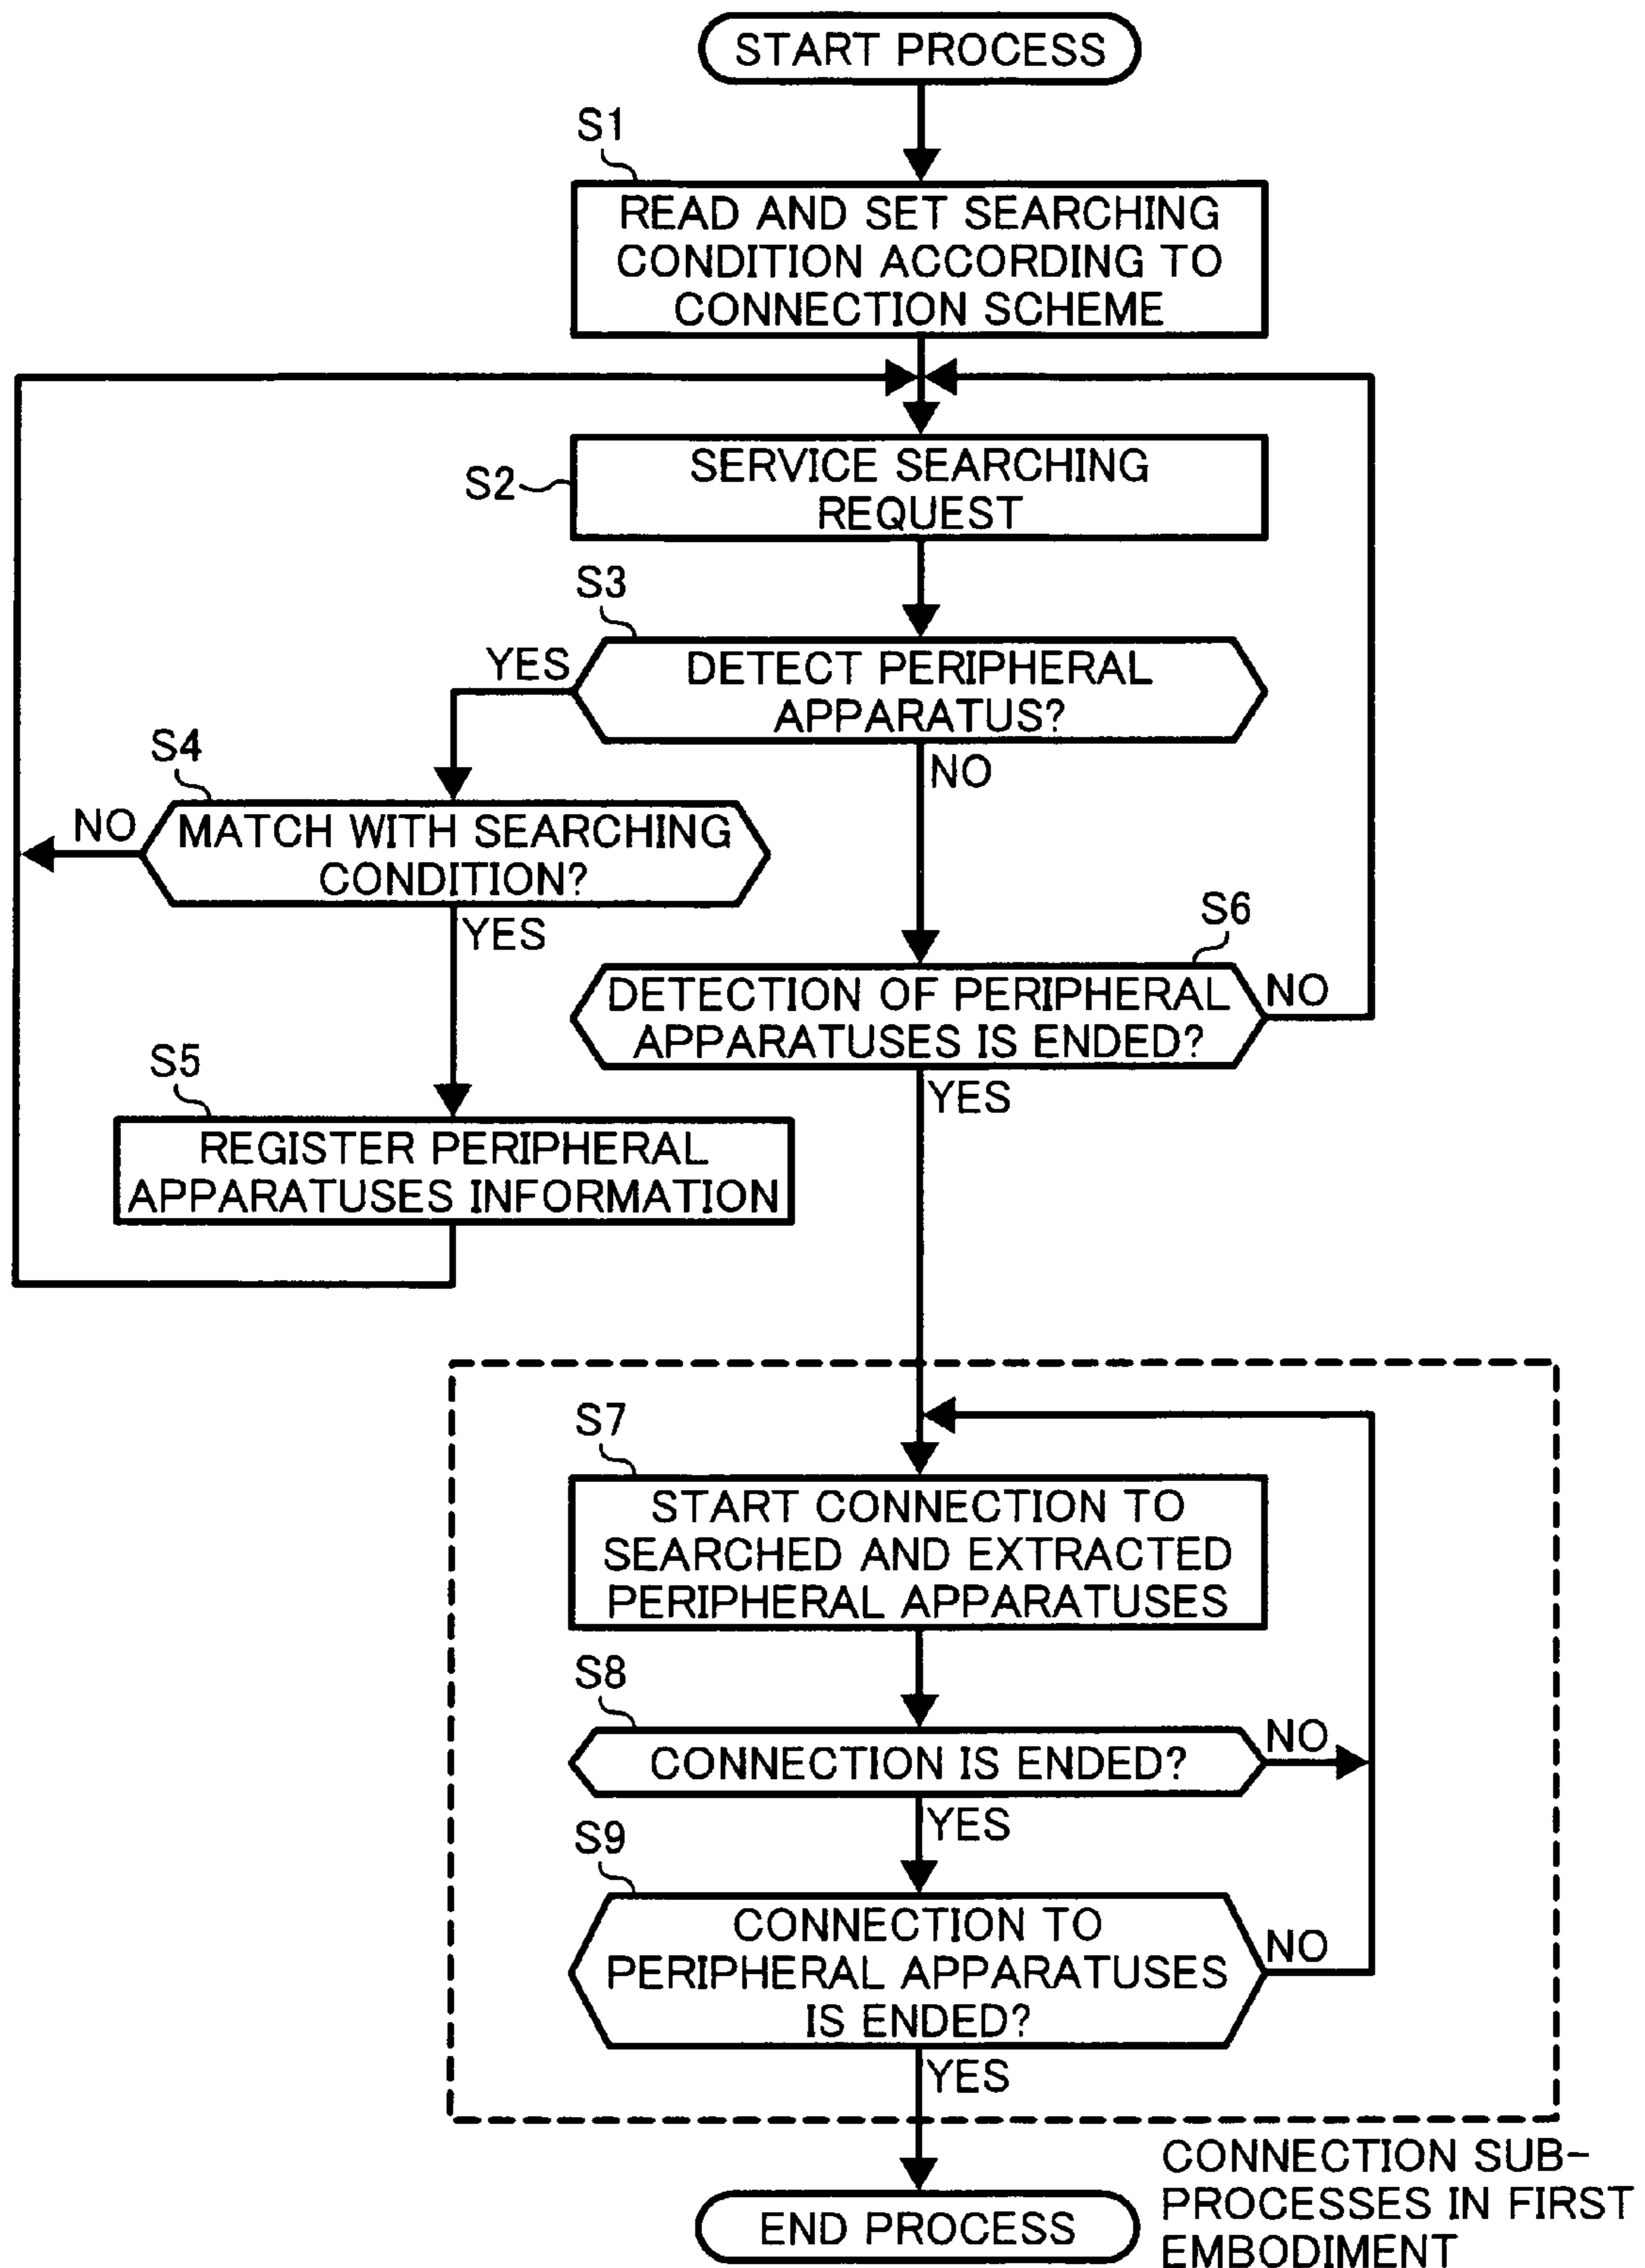 START PROCESS
S1
READ AND SET SEARCHING
CONDITION ACCORDING TO
CONNECTION SCHEME
S2
SERVICE SEARCHING
REQUEST
S3
DETECT PERIPHERAL
APPARATUS?
YES
NO
S4
MATCH WITH SEARCHING
CONDITION?
NO
YES
S5
REGISTER PERIPHERAL
APPARATUSES INFORMATION
S6
DETECTION OF PERIPHERAL
APPARATUSES IS ENDED?
NO
YES
S7
START CONNECTION TO
SEARCHED AND EXTRACTED
PERIPHERAL APPARATUSES
S8
CONNECTION IS ENDED?
NO
YES
S9
CONNECTION TO
PERIPHERAL APPARATUSES
IS ENDED?
NO
YES
END PROCESS
CONNECTION SUB-
PROCESSES IN FIRST
EMBODIMENT